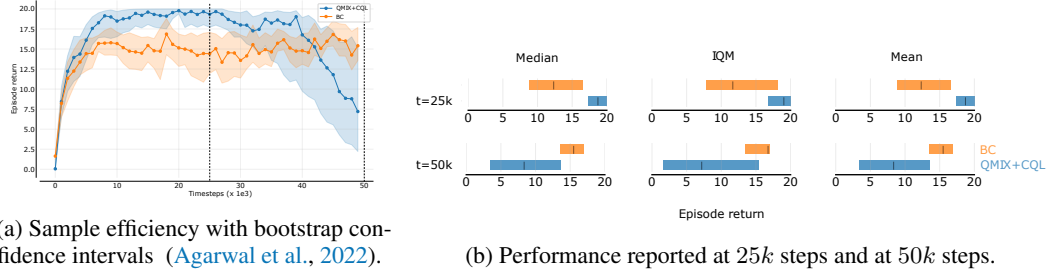 20.0
17.5
15.0
12.5
10.0
7.5
5.0
2.5
0.0
Episode return
QMIX+CQL
BC
0 10 20 30 40 50
Timesteps (x 1e3)
(a) Sample efficiency with bootstrap con-
fidence intervals (Agarwal et al., 2022).
Median IQM Mean
t=25k
0 5 10 15 20 0 5 10 15 20 0 5 10 15 20
t=50k
BC
QMIX+CQL
0 5 10 15 20 0 5 10 15 20 0 5 10 15 20
Episode return
(b) Performance reported at 25k steps and at 50k steps.